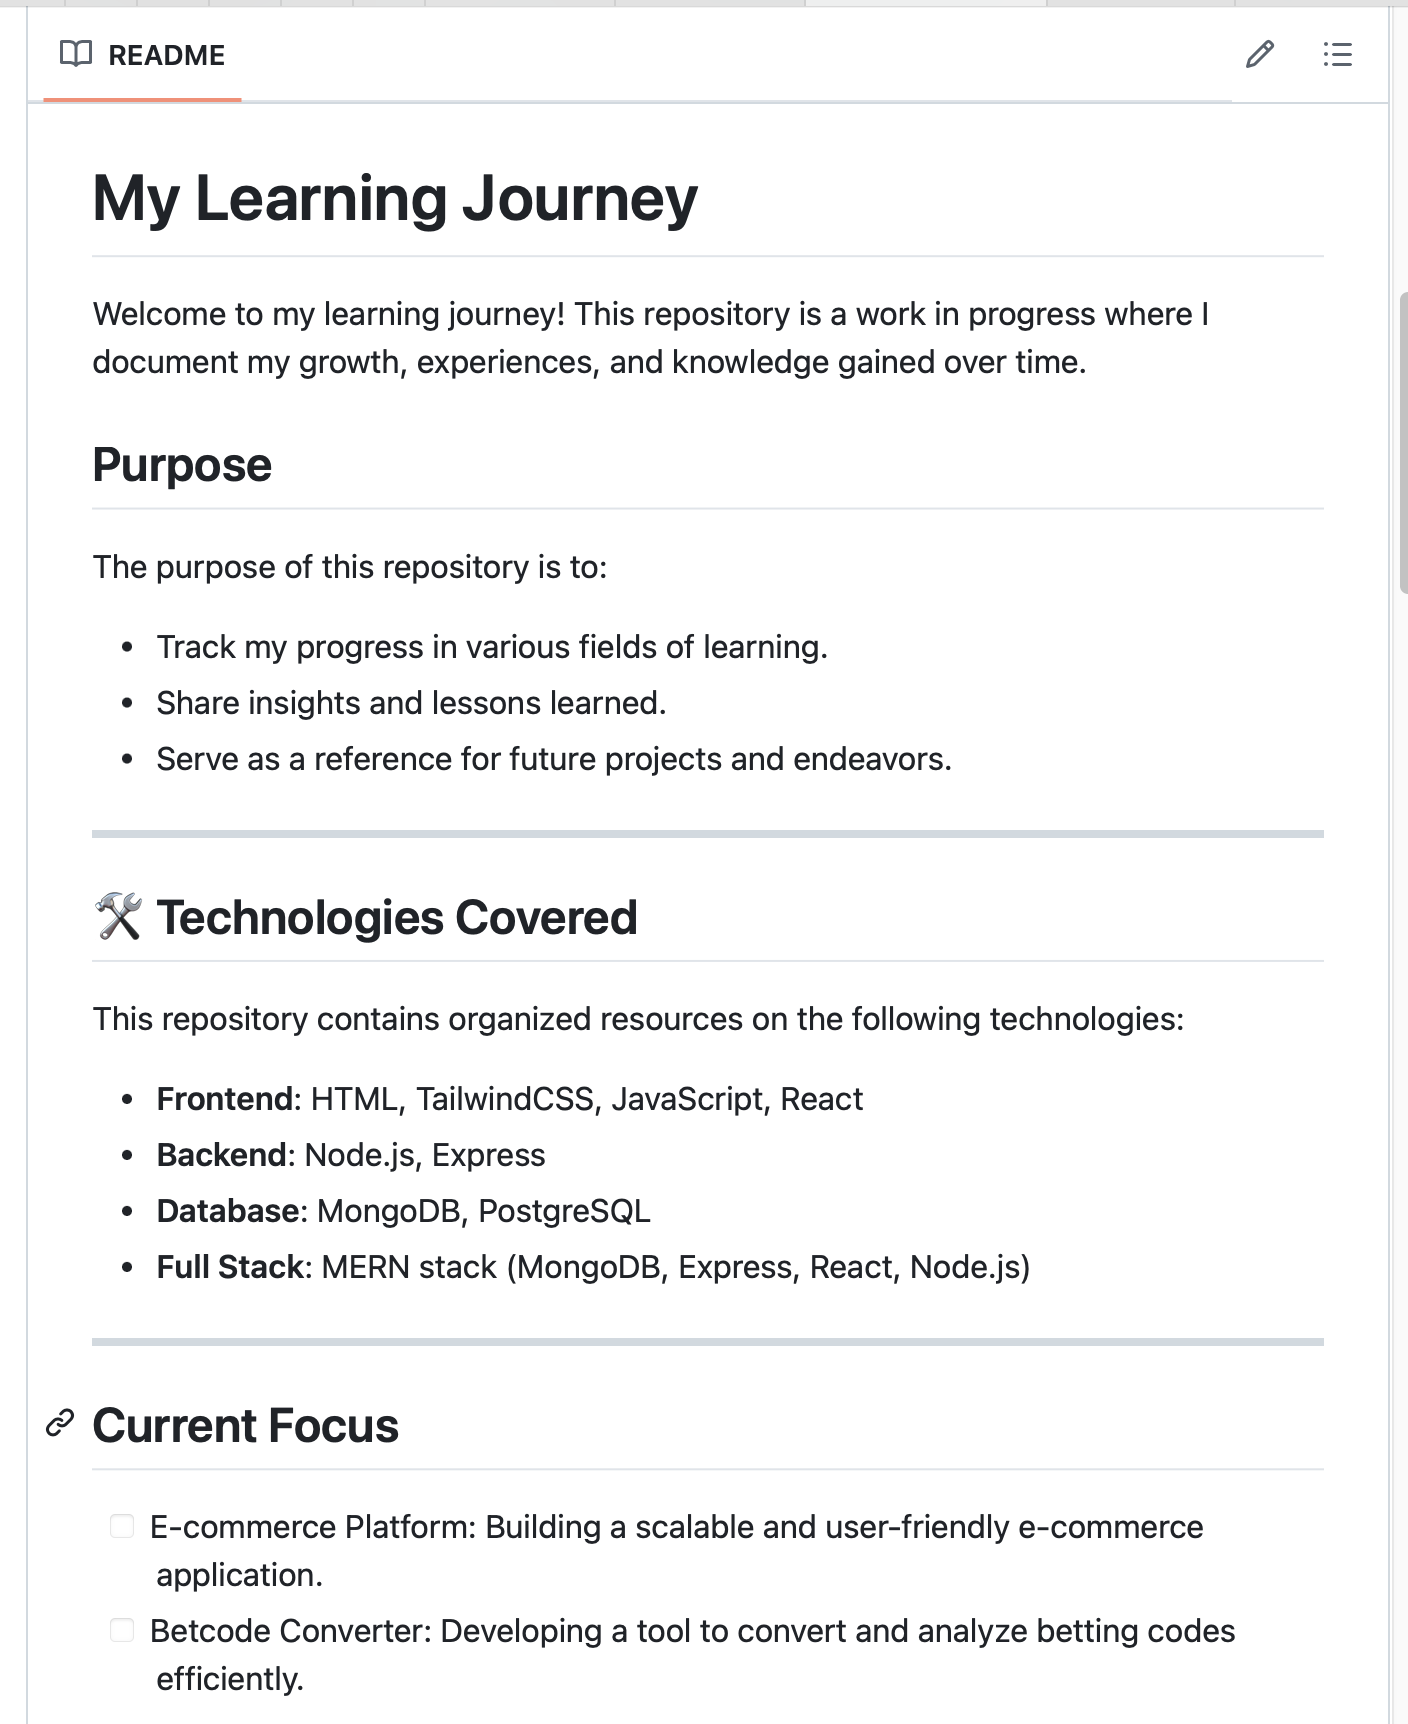 README
My Learning Journey
Welcome to my learning journey! This repository is a work in progress where I
document my growth, experiences, and knowledge gained over time.
Purpose
The purpose of this repository is to:
• Track my progress in various fields of learning.
• Share insights and lessons learned.
• Serve as a reference for future projects and endeavors.
🛠 Technologies Covered
This repository contains organized resources on the following technologies:
• Frontend: HTML, TailwindCSS, JavaScript, React
• Backend: Node.js, Express
• Database: MongoDB, PostgreSQL
• Full Stack: MERN stack (MongoDB, Express, React, Node.js)
Current Focus
E-commerce Platform: Building a scalable and user-friendly e-commerce
application.
Betcode Converter: Developing a tool to convert and analyze betting codes
efficiently.